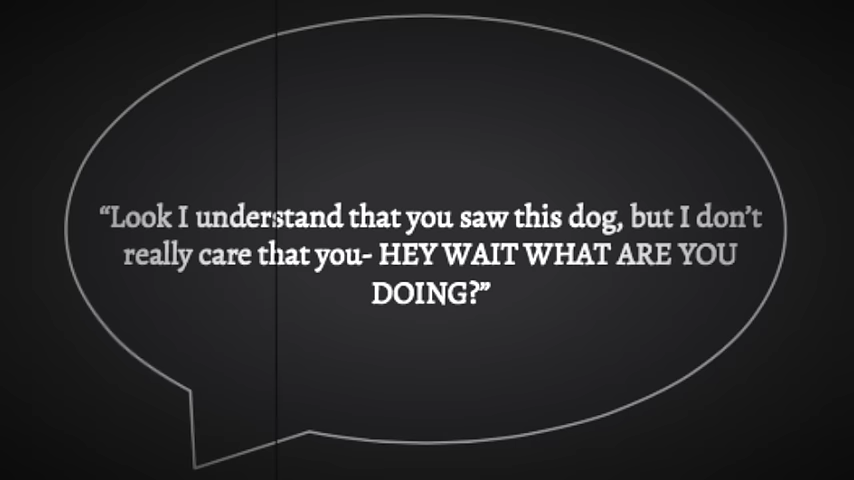 “Look I understand that you saw this dog, but I don’t
really care that you- HEY WAIT WHAT ARE YOU
DOING?”